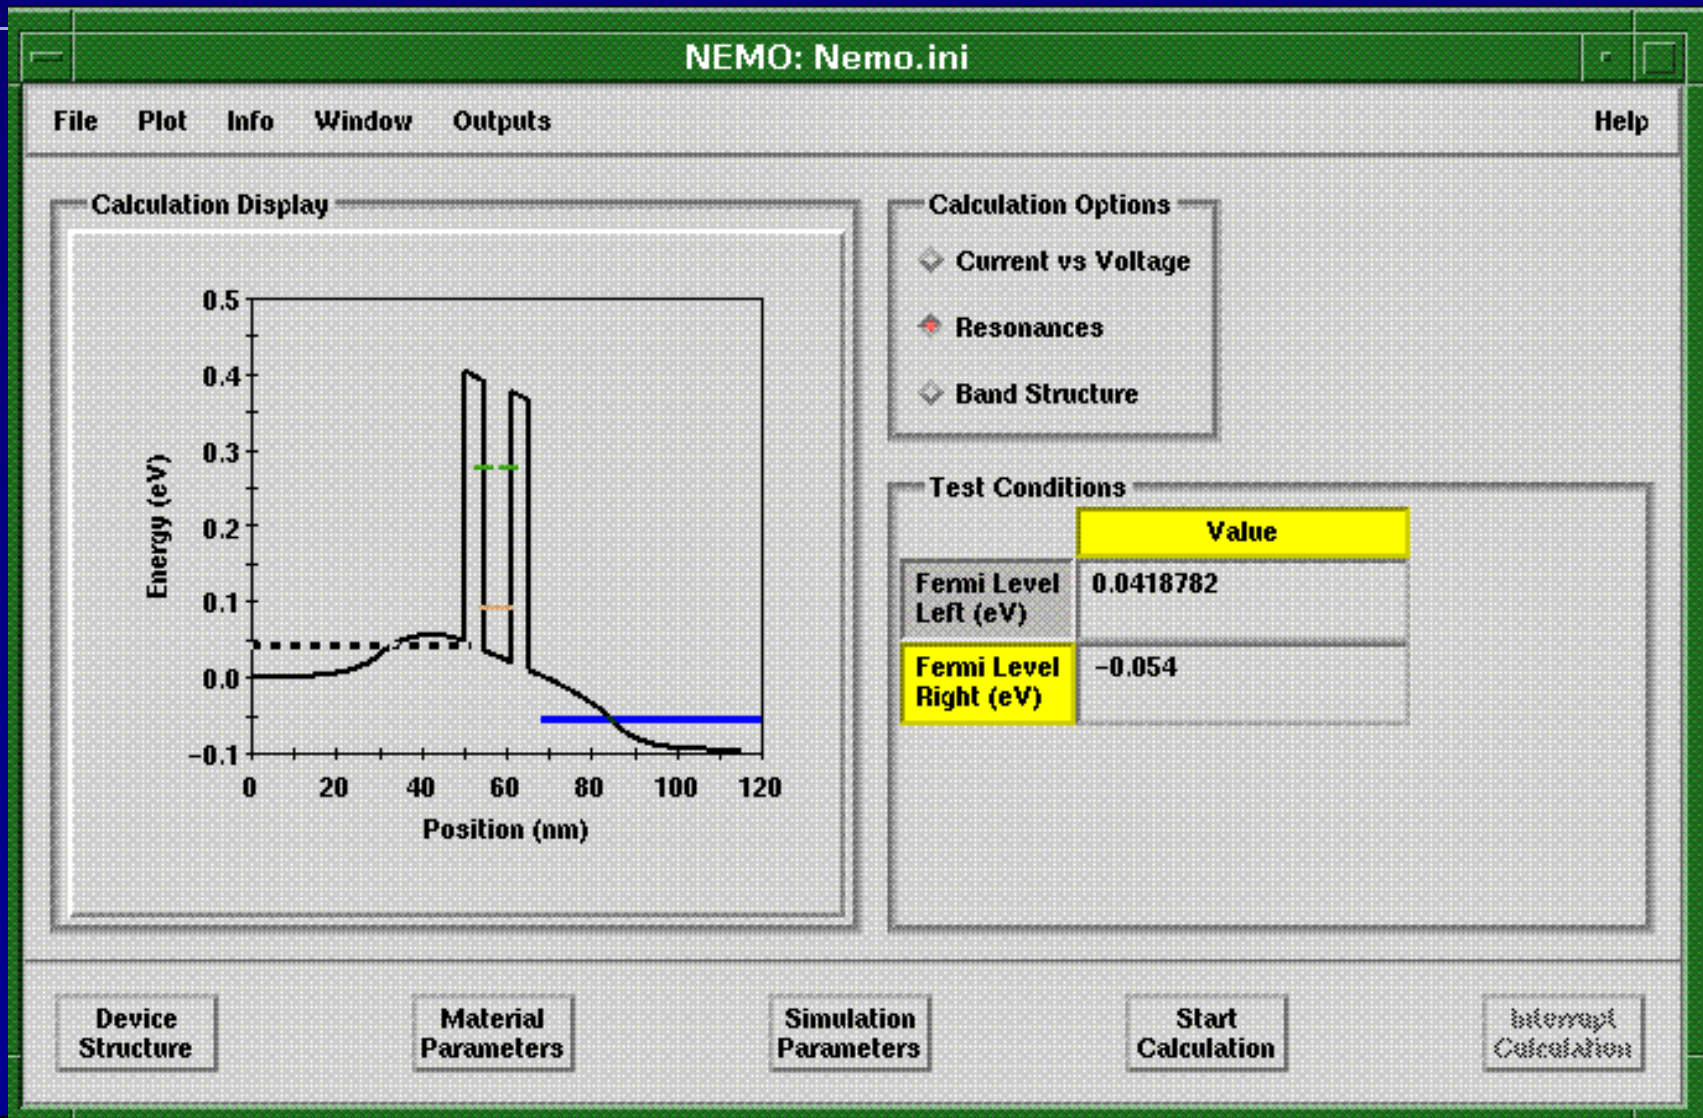 NEMO: Nemo.ini
File Plot Info Window Outputs Help
Calculation Display
0.5
0.4
0.3
0.2
0.1
0.0
−0.1
Energy (eV)
0 20 40 60 80 100 120
Position (nm)
Calculation Options
Current vs Voltage
Resonances
Band Structure
Test Conditions
Value
Fermi Level
Left (eV)
0.0418782
Fermi Level
Right (eV)
−0.054
Device
Structure
Material
Parameters
Simulation
Parameters
Start
Calculation
Interrupt
Calculation